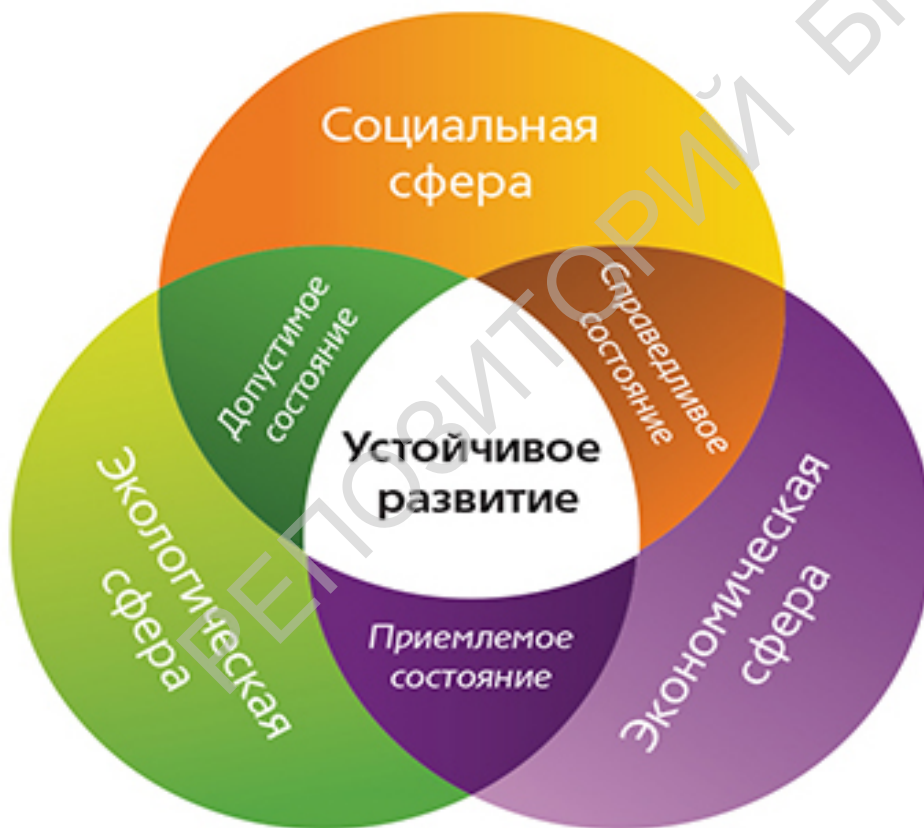 Социальная
сфера
Допустимое
состояние
Справедливое
состояние
Устойчивое
развитие
Экологическая
сфера
Приемлемое
состояние
Экономическая
сфера
РЕПОЗИТОРИЙ